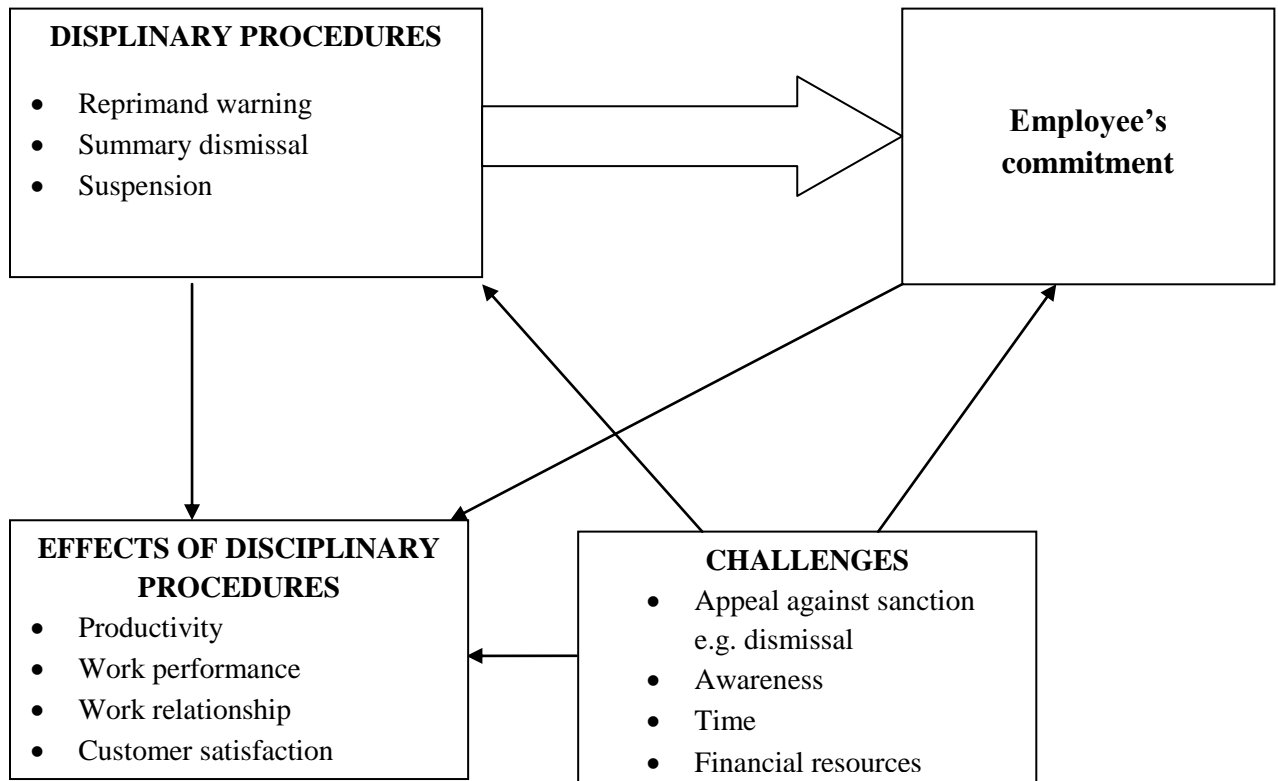 DISPLINARY PROCEDURES
• Reprimand warning
• Summary dismissal
• Suspension
Employee’s
commitment
EFFECTS OF DISCIPLINARY
PROCEDURES
• Productivity
• Work performance
• Work relationship
• Customer satisfaction
CHALLENGES
• Appeal against sanction
e.g. dismissal
• Awareness
• Time
• Financial resources